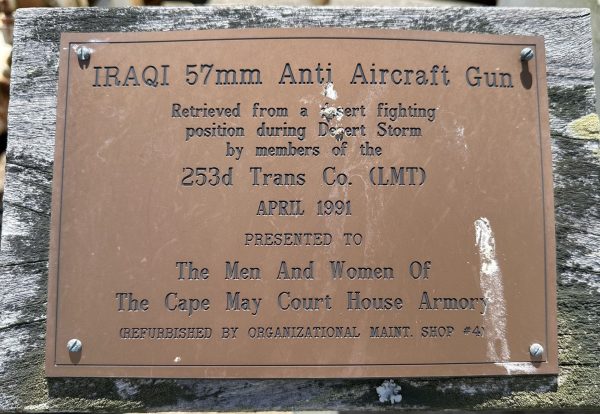 IRAQI 57mm Anti Aircraft Gun
Retrieved from a desert fighting
position during Desert Storm
by members of the
253d Trans Co. (LMT)
APRIL 1991
PRESENTED TO
The Men And Women Of
The Cape May Court House Armory
(REFURBISHED BY ORGANIZATIONAL MAINT. SHOP #4)